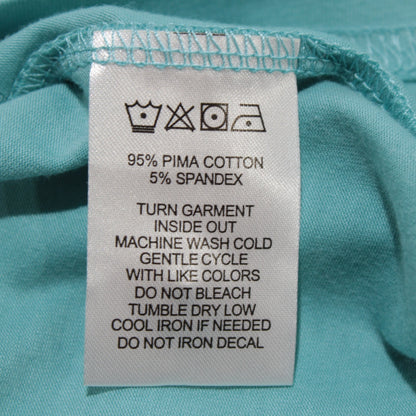 95% PIMA COTTON
5% SPANDEX
TURN GARMENT
INSIDE OUT
MACHINE WASH COLD
GENTLE CYCLE
WITH LIKE COLORS
DO NOT BLEACH
TUMBLE DRY LOW
COOL IRON IF NEEDED
DO NOT IRON DECAL